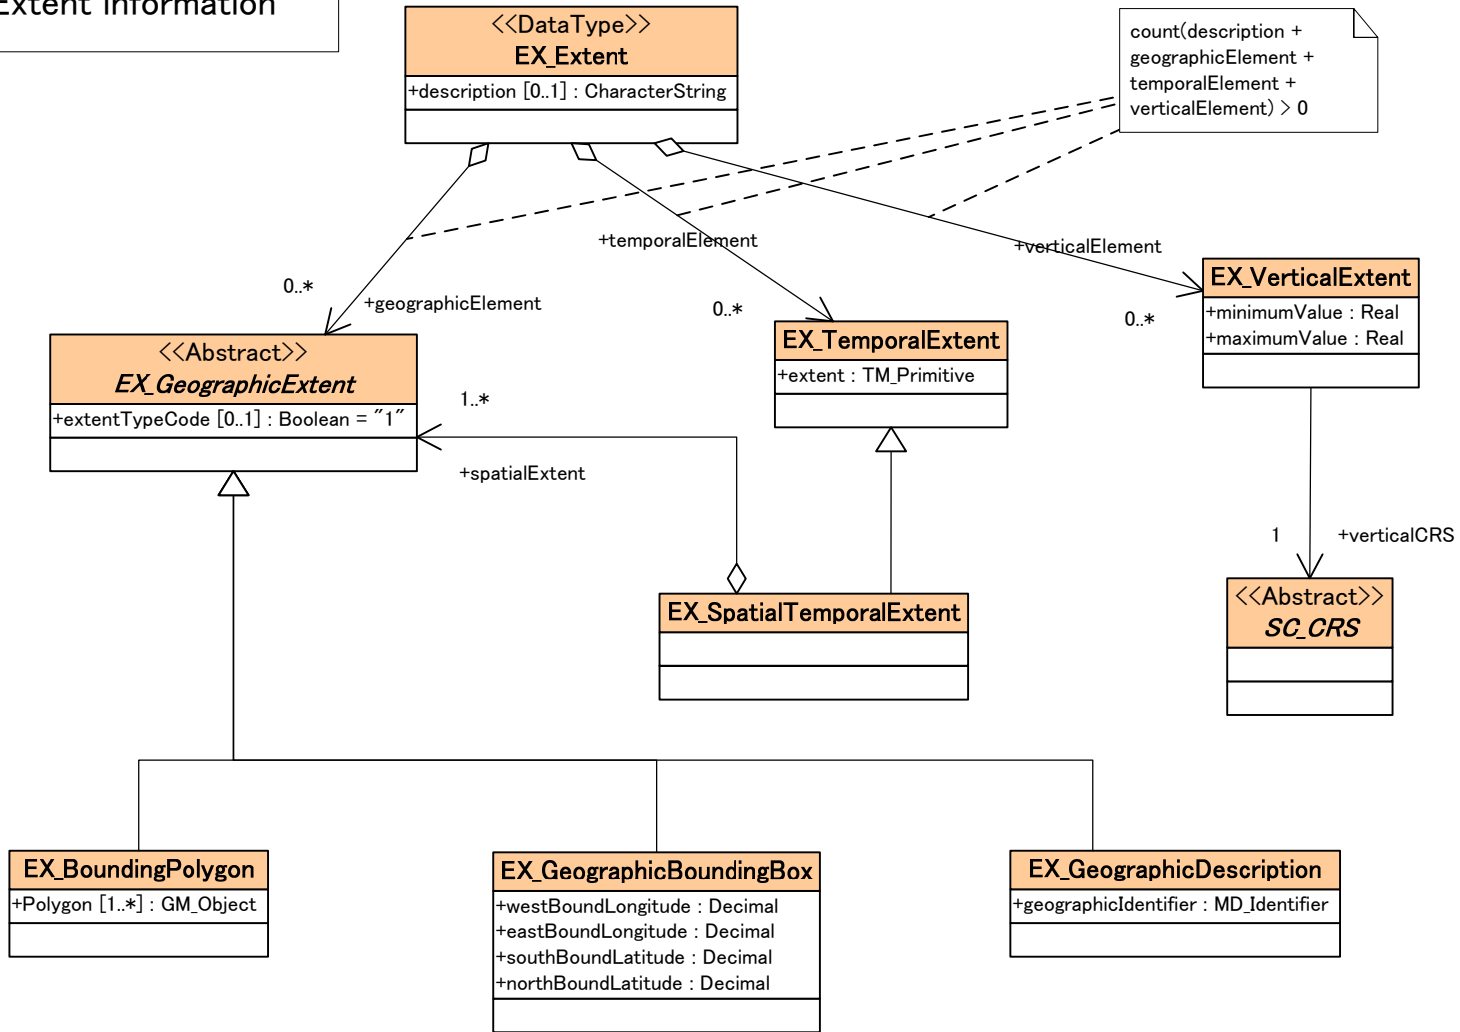 Extent information
<<DataType>>
EX_Extent
+description [0..1] : CharacterString
count(description +
geographicElement +
temporalElement +
verticalElement) > 0
+temporalElement
+verticalElement
0..*
+geographicElement
0..*
0..*
EX_VerticalExtent
+minimumValue : Real
+maximumValue : Real
<<Abstract>>
EX_GeographicExtent
+extentTypeCode [0..1] : Boolean = "1"
EX_TemporalExtent
+extent : TM_Primitive
1..*
+spatialExtent
1
+verticalCRS
EX_SpatialTemporalExtent
<<Abstract>>
SC_CRS
EX_BoundingPolygon
+Polygon [1..*] : GM_Object
EX_GeographicBoundingBox
+westBoundLongitude : Decimal
+eastBoundLongitude : Decimal
+southBoundLatitude : Decimal
+northBoundLatitude : Decimal
EX_GeographicDescription
+geographicIdentifier : MD_Identifier